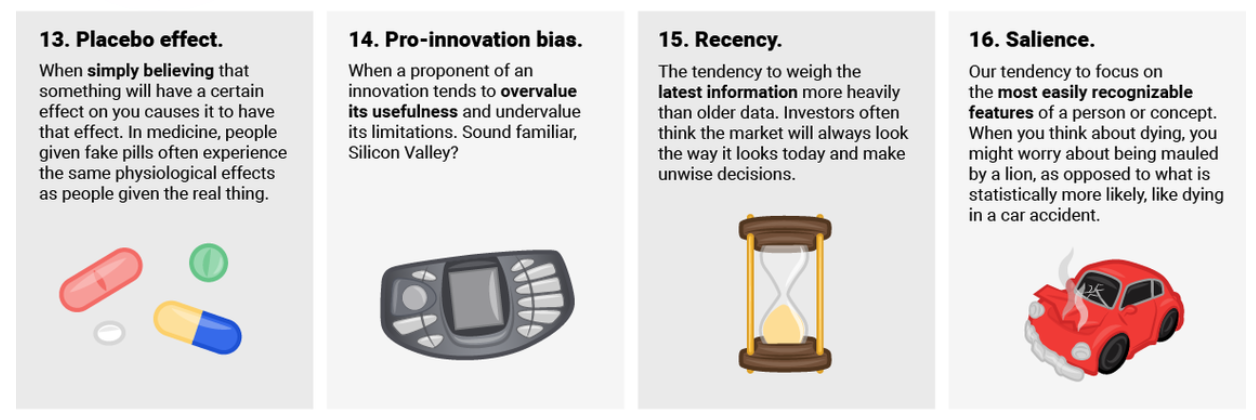 13. Placebo effect.
When simply believing that
something will have a certain
effect on you causes it to have
that effect. In medicine, people
given fake pills often experience
the same physiological effects
as people given the real thing.
14. Pro-innovation bias.
When a proponent of an
innovation tends to overvalue
its usefulness and undervalue
its limitations. Sound familiar,
Silicon Valley?
15. Recency.
The tendency to weigh the
latest information more heavily
than older data. Investors often
think the market will always look
the way it looks today and make
unwise decisions.
16. Salience.
Our tendency to focus on
the most easily recognizable
features of a person or concept.
When you think about dying, you
might worry about being mauled
by a lion, as opposed to what is
statistically more likely, like dying
in a car accident.